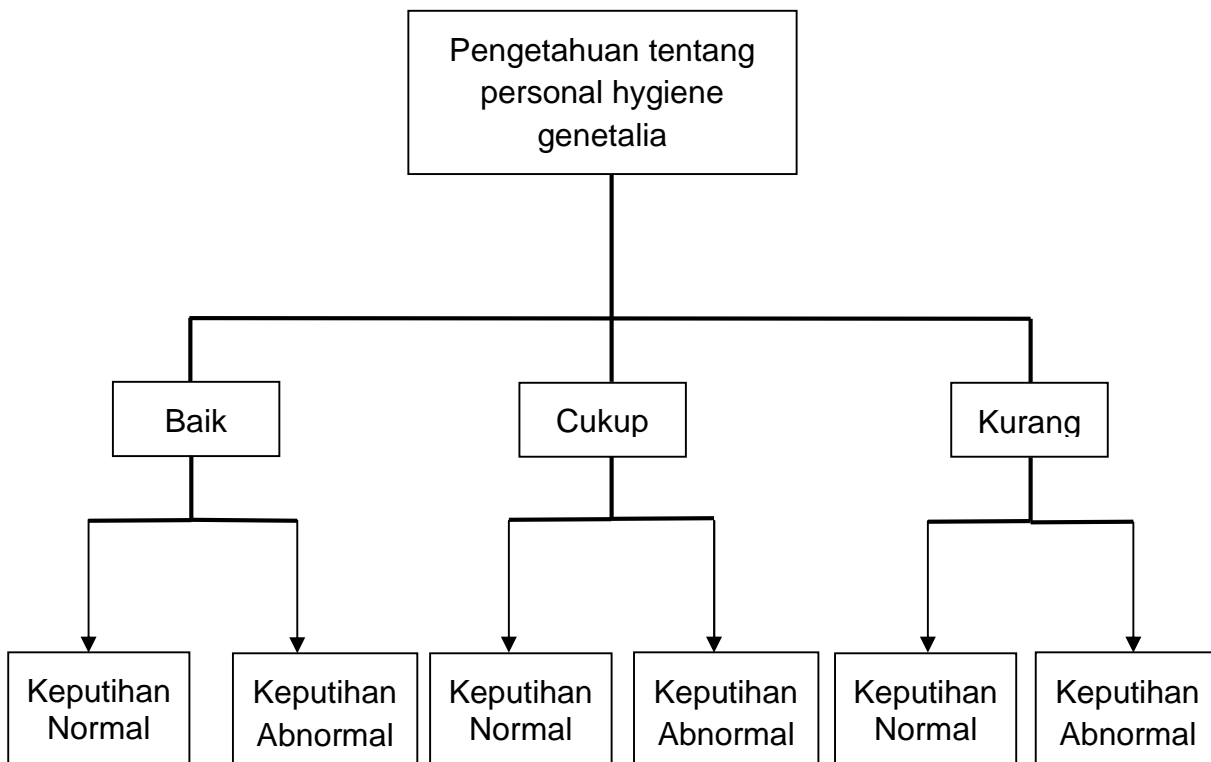 Pengetahuan tentang
personal hygiene
genetalia
Baik
Cukup
Kurang
Keputihan
Normal
Keputihan
Abnormal
Keputihan
Normal
Keputihan
Abnormal
Keputihan
Normal
Keputihan
Abnormal